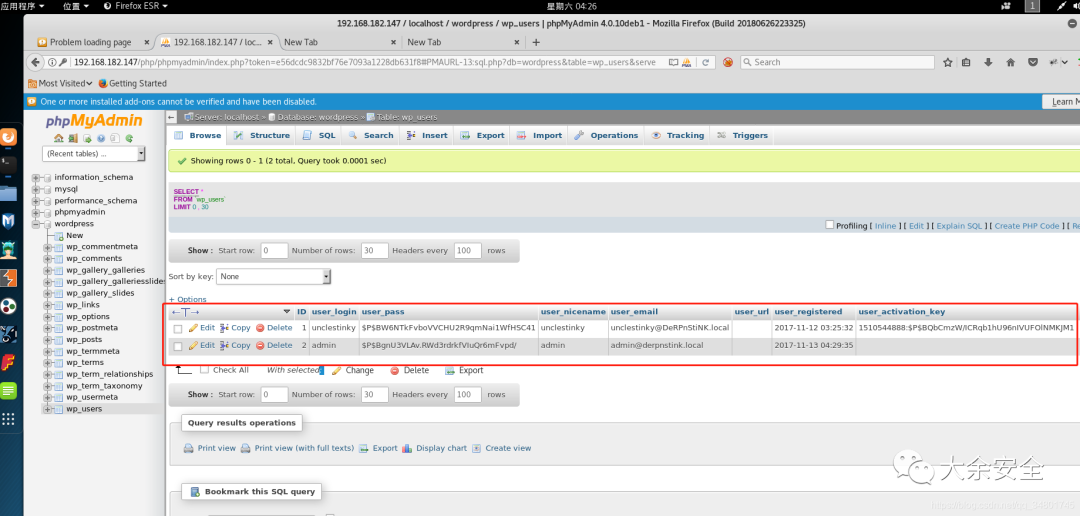 应用程序 ▾ 位置 ▾ Firefox ESR ▾ 星期六 04:26 1
192.168.182.147 / localhost / wordpress / wp_users | phpMyAdmin 4.0.10deb1 - Mozilla Firefox (Build 20180626223325)
Problem loading page × 192.168.182.147 / loc... × New Tab × New Tab × +
192.168.182.147/php/phpmyadmin/index.php?token=e56dcdc9832bf76e7093a1228db631f8#PMAURL-13:sql.php?db=wordpress&table=wp_users&serve Search
Most Visited Getting Started
One or more installed add-ons cannot be verified and have been disabled. Learn M
phpMyAdmin
(Recent tables) ...
information_schema
mysql
performance_schema
phpmyadmin
wordpress
New
wp_commentmeta
wp_comments
wp_gallery_galleries
wp_gallery_galleriesslides
wp_gallery_slides
wp_links
wp_options
wp_postmeta
wp_posts
wp_termmeta
wp_terms
wp_term_relationships
wp_term_taxonomy
wp_usermeta
wp_users
Server: localhost » Database: wordpress » Table: wp_users
Browse Structure SQL Search Insert Export Import Operations Tracking Triggers
Showing rows 0 - 1 (2 total, Query took 0.0001 sec)
SELECT *
FROM `wp_users`
LIMIT 0 , 30
Profiling [ Inline ] [ Edit ] [ Explain SQL ] [ Create PHP Code ] [ Re
Show : Start row: 0 Number of rows: 30 Headers every 100 rows
Sort by key: None
+ Options
←T→ ▼ ID user_login user_pass user_nicename user_email user_url user_registered user_activation_key
Edit Copy Delete 1 unclestinky $P$BW6NTkFvboVVCHU2R9qmNai1WfHSC41 unclestinky unclestinky@DeRPnStiNK.local 2017-11-12 03:25:32 1510544888:$P$BQbCmzW/ICRqb1hU96nIVUFOlNMKJM1
Edit Copy Delete 2 admin $P$BgnU3VLAv.RWd3rdrkfVIuQr6mFvpd/ admin admin@derpnstink.local 2017-11-13 04:29:35
Check All With selected Change Delete Export
Show : Start row: 0 Number of rows: 30 Headers every 100 rows
Query results operations
Print view Print view (with full texts) Export Display chart Create view
Bookmark this SQL query
大余安全